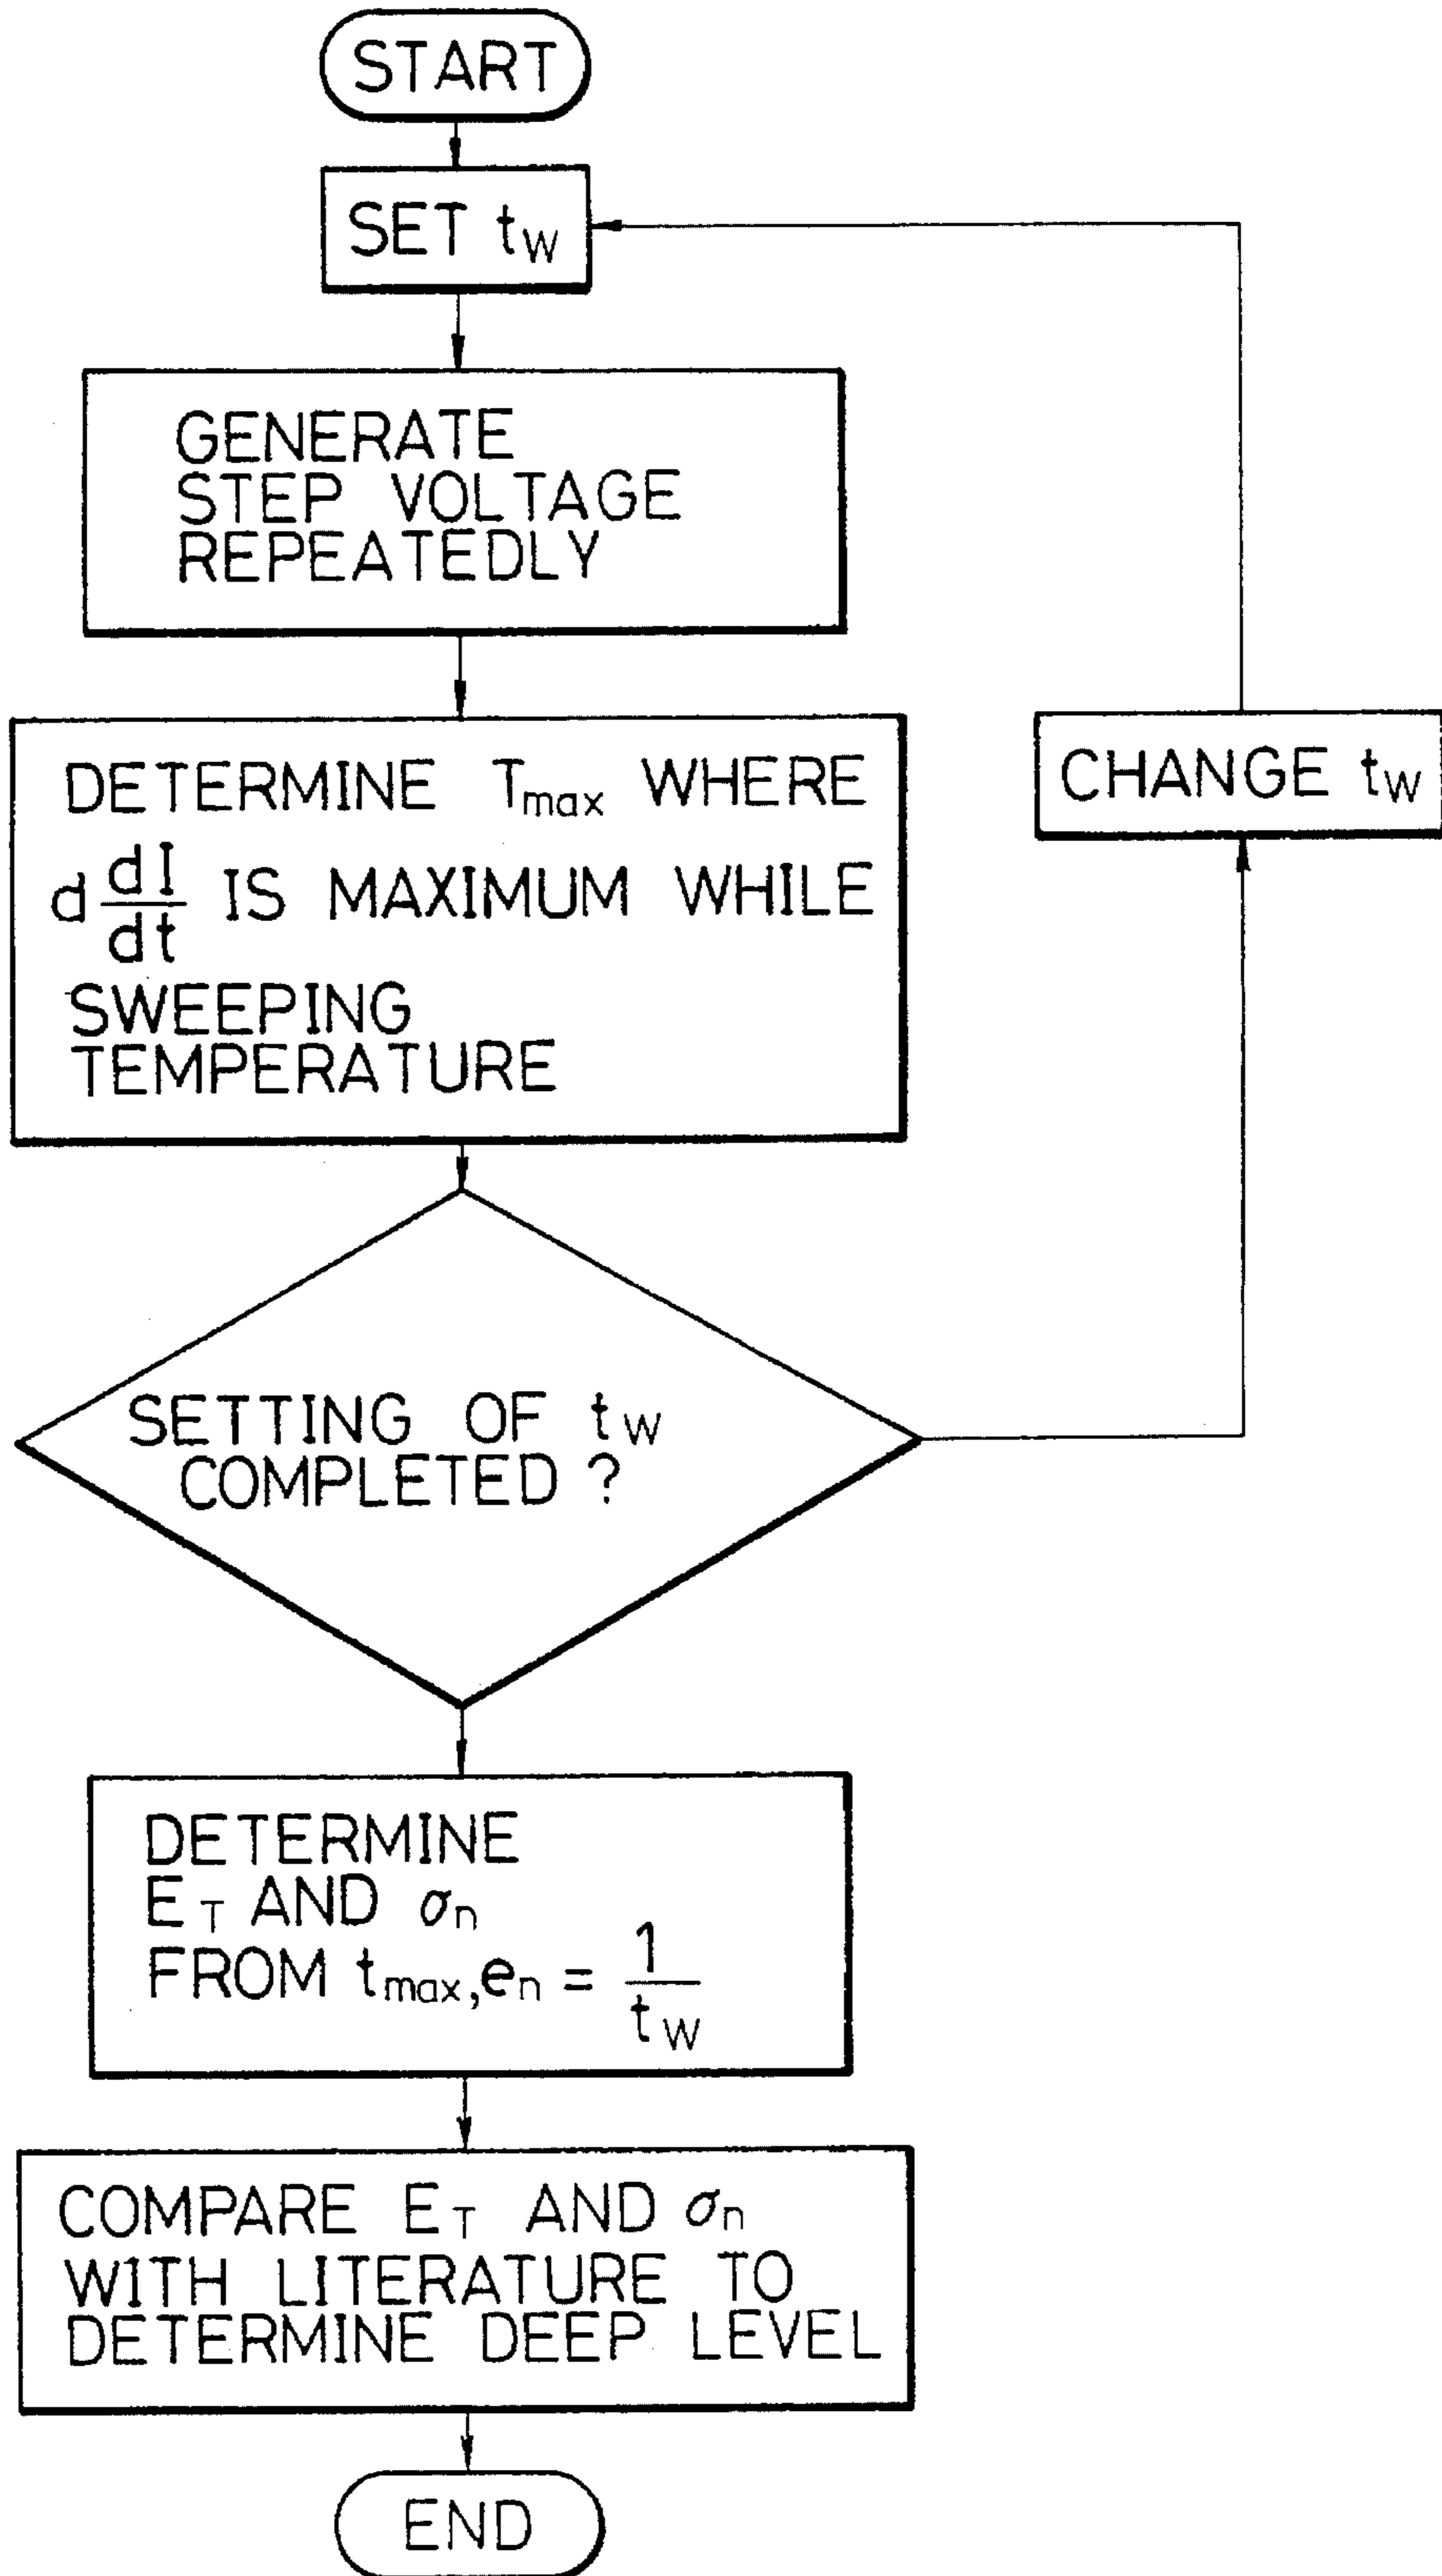 START
SET tw
GENERATE
STEP VOLTAGE
REPEATEDLY
DETERMINE Tmax WHERE
d dI/dt IS MAXIMUM WHILE
SWEEPING
TEMPERATURE
CHANGE tw
SETTING OF tw
COMPLETED ?
DETERMINE
ET AND σn
FROM tmax, en = 1/tw
COMPARE ET AND σn
WITH LITERATURE TO
DETERMINE DEEP LEVEL
END